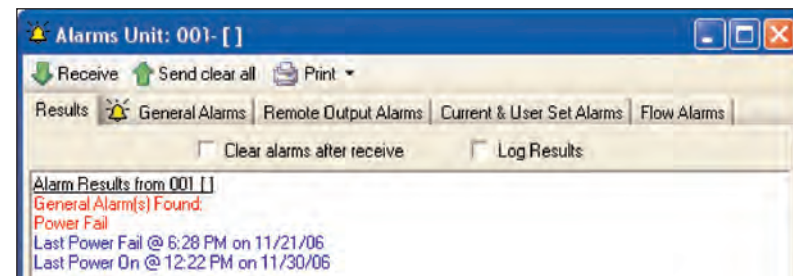 Alarms Unit: 001- [ ]
Receive Send clear all Print
Results General Alarms Remote Output Alarms Current & User Set Alarms Flow Alarms
Clear alarms after receive Log Results
Alarm Results from 001 [ ]
General Alarm(s) Found:
Power Fail
Last Power Fail @ 6:28 PM on 11/21/06
Last Power On @ 12:22 PM on 11/30/06